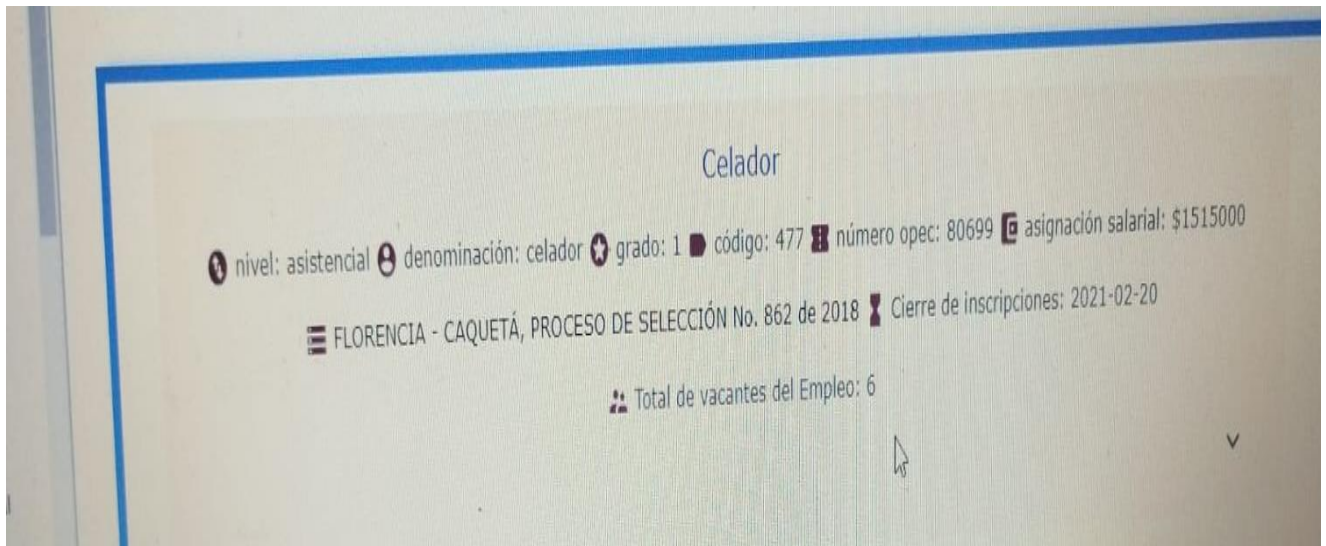 Celador
nivel: asistencial denominación: celador grado: 1 código: 477 número opec: 80699 asignación salarial: $1515000
FLORENCIA - CAQUETÁ, PROCESO DE SELECCIÓN No. 862 de 2018 Cierre de inscripciones: 2021-02-20
Total de vacantes del Empleo: 6